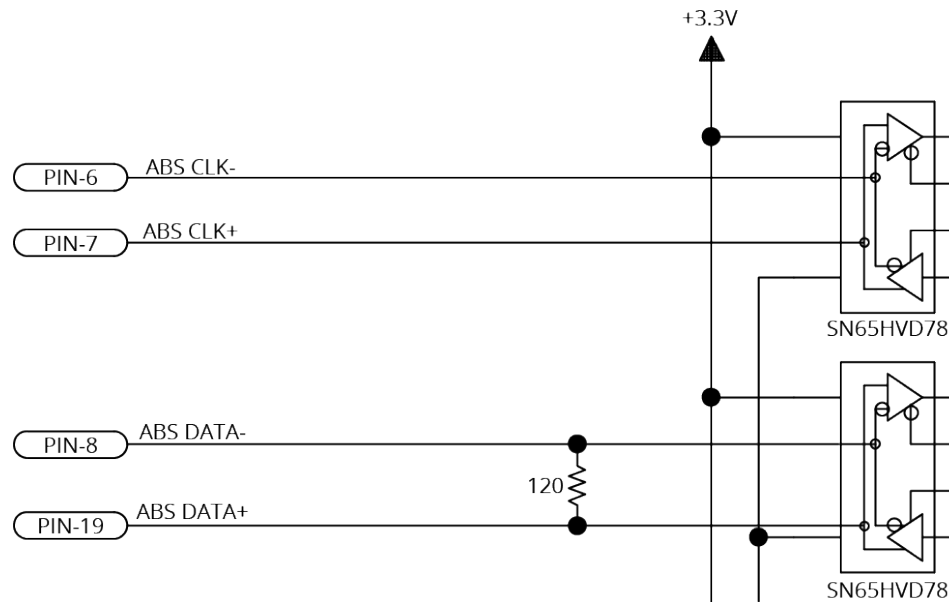 +3.3V
PIN-6
ABS CLK-
PIN-7
ABS CLK+
SN65HVD78
PIN-8
ABS DATA-
120
PIN-19
ABS DATA+
SN65HVD78